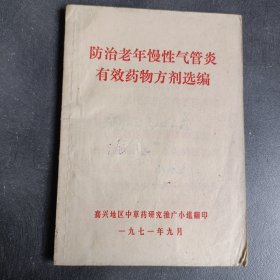 防治老年慢性气管炎
有效药物方剂选编
嘉兴地区中草药研究推广小组翻印
一九七一年九月